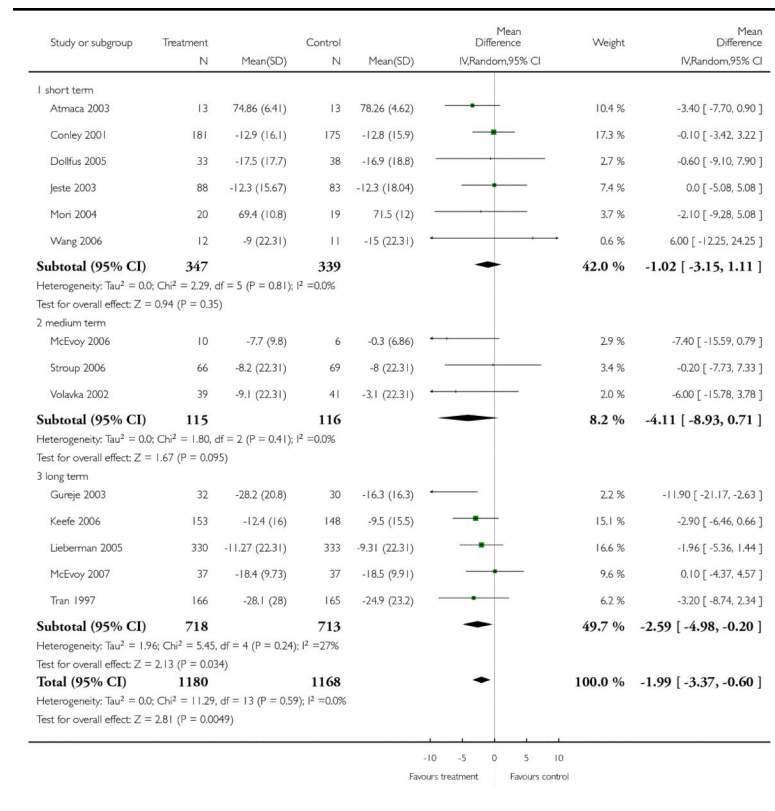 Study or subgroup Treatment Control Mean Difference Weight Mean Difference
N Mean(SD) N Mean(SD) IV,Random,95% CI IV,Random,95% CI
1 short term
Atmaca 2003 13 74.86 (6.41) 13 78.26 (4.62) 10.4 % -3.40 [ -7.70, 0.90 ]
Conley 2001 181 -12.9 (16.1) 175 -12.8 (15.9) 17.3 % -0.10 [ -3.42, 3.22 ]
Dollfus 2005 33 -17.5 (17.7) 38 -16.9 (18.8) 2.7 % -0.60 [ -9.10, 7.90 ]
Jeste 2003 88 -12.3 (15.67) 83 -12.3 (18.04) 7.4 % 0.0 [ -5.08, 5.08 ]
Mori 2004 20 69.4 (10.8) 19 71.5 (12) 3.7 % -2.10 [ -9.28, 5.08 ]
Wang 2006 12 -9 (22.31) 11 -15 (22.31) 0.6 % 6.00 [ -12.25, 24.25 ]
Subtotal (95% CI) 347 339 42.0 % -1.02 [ -3.15, 1.11 ]
Heterogeneity: Tau² = 0.0; Chi² = 2.29, df = 5 (P = 0.81); I² =0.0%
Test for overall effect: Z = 0.94 (P = 0.35)
2 medium term
McEvoy 2006 10 -7.7 (9.8) 6 -0.3 (6.86) 2.9 % -7.40 [ -15.59, 0.79 ]
Stroup 2006 66 -8.2 (22.31) 69 -8 (22.31) 3.4 % -0.20 [ -7.73, 7.33 ]
Volavka 2002 39 -9.1 (22.31) 41 -3.1 (22.31) 2.0 % -6.00 [ -15.78, 3.78 ]
Subtotal (95% CI) 115 116 8.2 % -4.11 [ -8.93, 0.71 ]
Heterogeneity: Tau² = 0.0; Chi² = 1.80, df = 2 (P = 0.41); I² =0.0%
Test for overall effect: Z = 1.67 (P = 0.095)
3 long term
Gureje 2003 32 -28.2 (20.8) 30 -16.3 (16.3) 2.2 % -11.90 [ -21.17, -2.63 ]
Keefe 2006 153 -12.4 (16) 148 -9.5 (15.5) 15.1 % -2.90 [ -6.46, 0.66 ]
Lieberman 2005 330 -11.27 (22.31) 333 -9.31 (22.31) 16.6 % -1.96 [ -5.36, 1.44 ]
McEvoy 2007 37 -18.4 (9.73) 37 -18.5 (9.91) 9.6 % 0.10 [ -4.37, 4.57 ]
Tran 1997 166 -28.1 (28) 165 -24.9 (23.2) 6.2 % -3.20 [ -8.74, 2.34 ]
Subtotal (95% CI) 718 713 49.7 % -2.59 [ -4.98, -0.20 ]
Heterogeneity: Tau² = 1.96; Chi² = 5.45, df = 4 (P = 0.24); I² =27%
Test for overall effect: Z = 2.13 (P = 0.034)
Total (95% CI) 1180 1168 100.0 % -1.99 [ -3.37, -0.60 ]
Heterogeneity: Tau² = 0.0; Chi² = 11.29, df = 13 (P = 0.59); I² =0.0%
Test for overall effect: Z = 2.81 (P = 0.0049)
-10 -5 0 5 10
Favours treatment Favours control